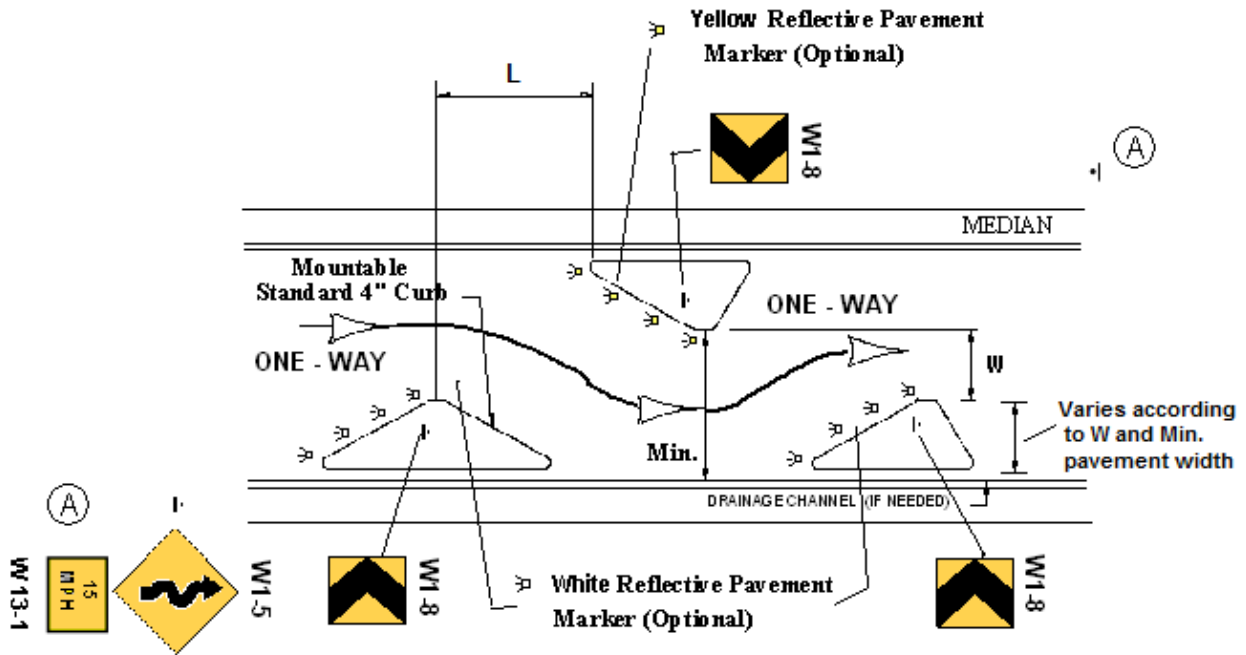 Yellow Reflective Pavement
Marker (Optional)
L
W1-8
A
MEDIAN
Mountable
Standard 4" Curb
ONE - WAY
ONE - WAY
W
Min.
Varies according
to W and Min.
pavement width
DRAINAGE CHANNEL (IF NEEDED)
A
W13-1
15
MPH
W1-5
W1-8
White Reflective Pavement
Marker (Optional)
W1-8